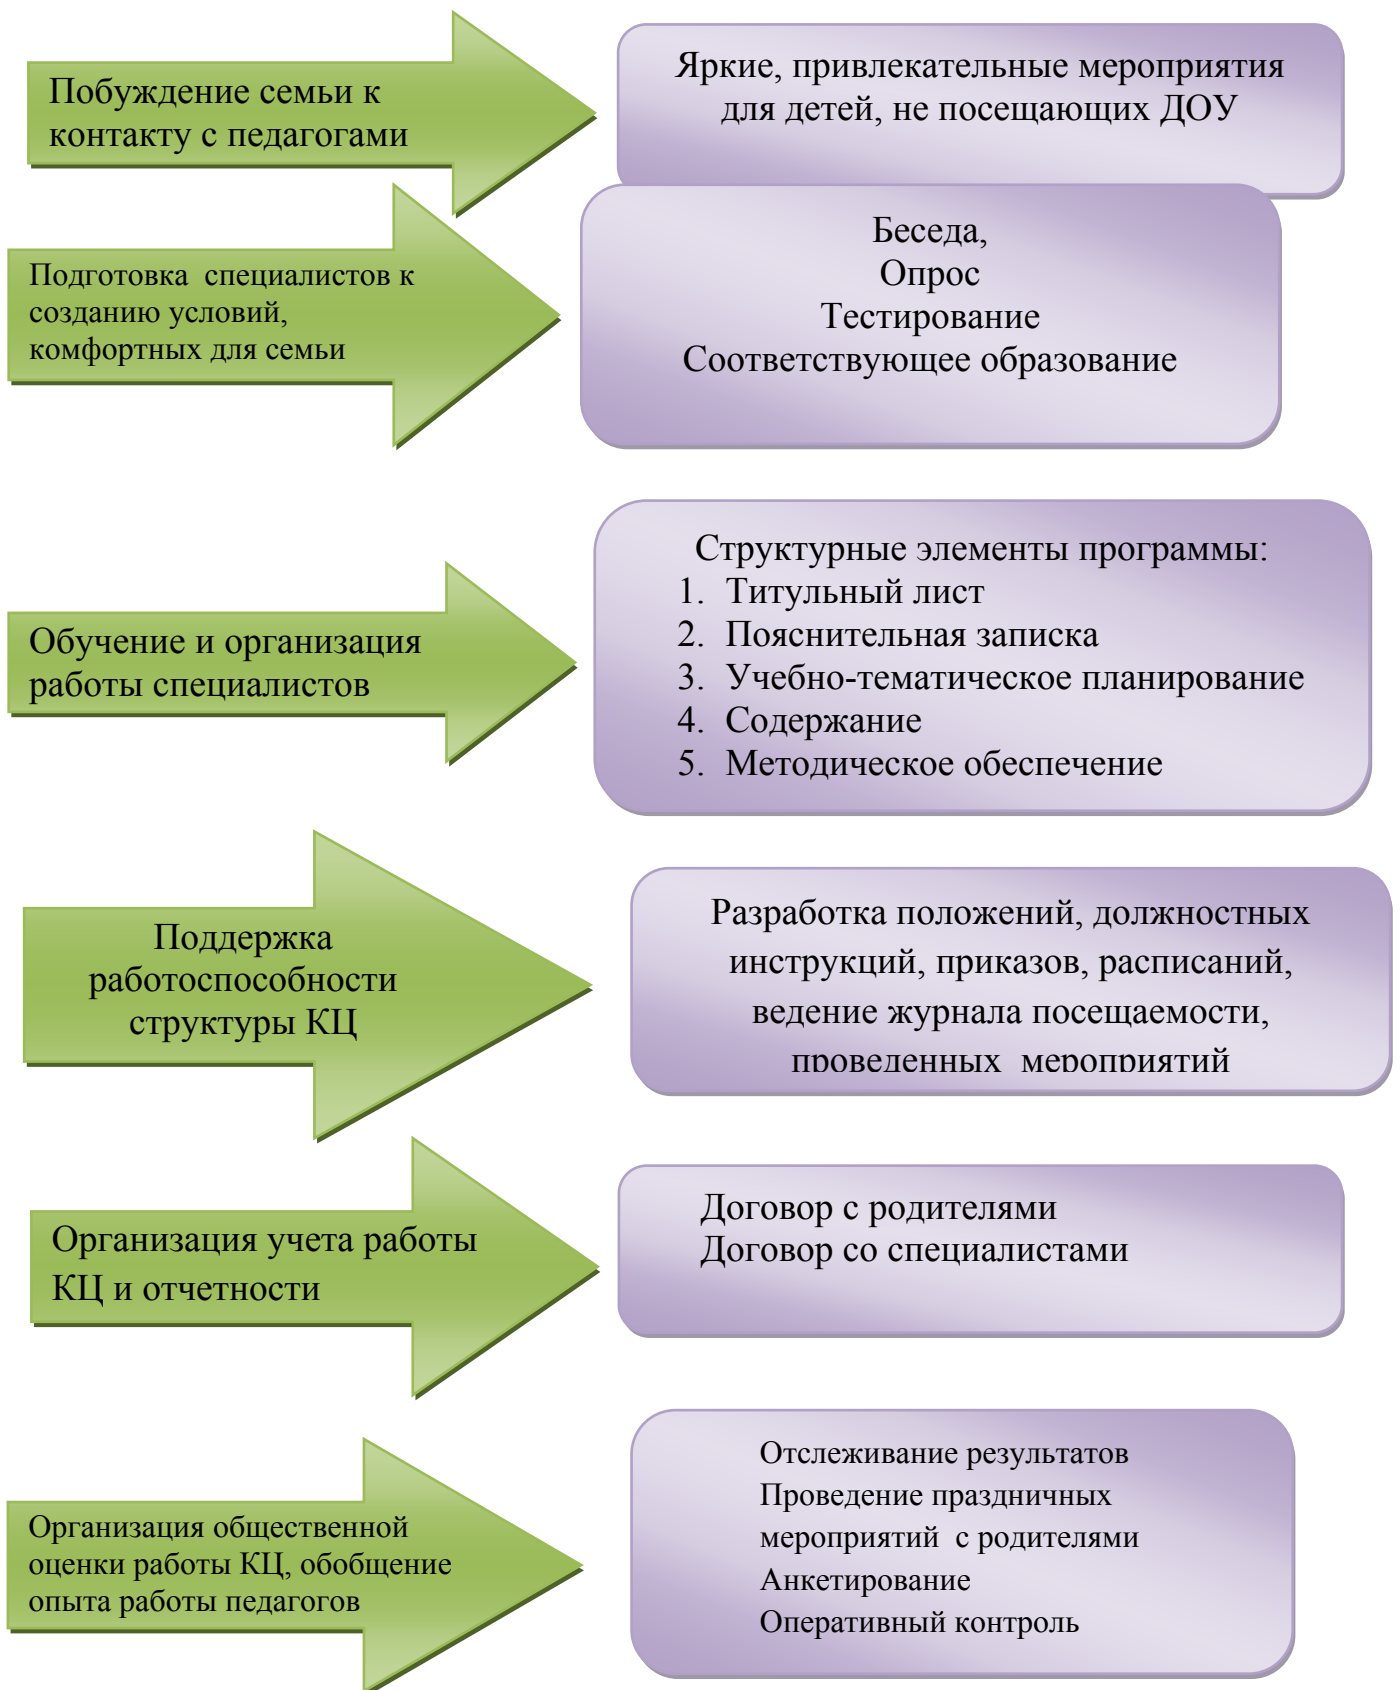 Побуждение семьи к
контакту с педагогами
Яркие, привлекательные мероприятия
для детей, не посещающих ДОУ
Подготовка  специалистов к
созданию условий,
комфортных для семьи
Беседа,
Опрос
Тестирование
Соответствующее образование
Обучение и организация
работы специалистов
Структурные элементы программы:
1. Титульный лист
2. Пояснительная записка
3. Учебно-тематическое планирование
4. Содержание
5. Методическое обеспечение
Поддержка
работоспособности
структуры КЦ
Разработка положений, должностных
инструкций, приказов, расписаний,
ведение журнала посещаемости,
проведенных  мероприятий
Организация учета работы
КЦ и отчетности
Договор с родителями
Договор со специалистами
Организация общественной
оценки работы КЦ, обобщение
опыта работы педагогов
Отслеживание результатов
Проведение праздничных
мероприятий  с родителями
Анкетирование
Оперативный контроль